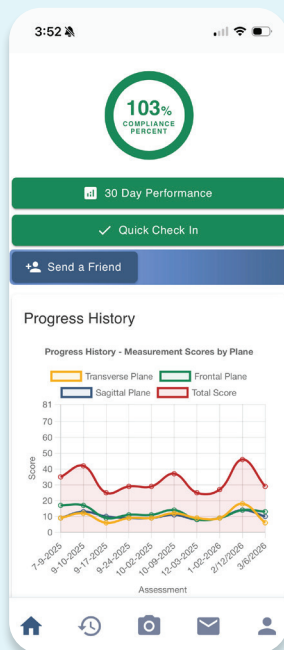 3:52
103%
COMPLIANCE
PERCENT
30 Day Performance
Quick Check In
Send a Friend
Progress History
Progress History - Measurement Scores by Plane
Transverse Plane Frontal Plane
Sagittal Plane Total Score
81
70
60
50
40
30
20
10
0
Score
7-9-2025 9-10-2025 9-17-2025 9-24-2025 10-02-2025 10-09-2025 12-03-2025 1-02-2026 2/12/2026 3/6/2026
Assessment